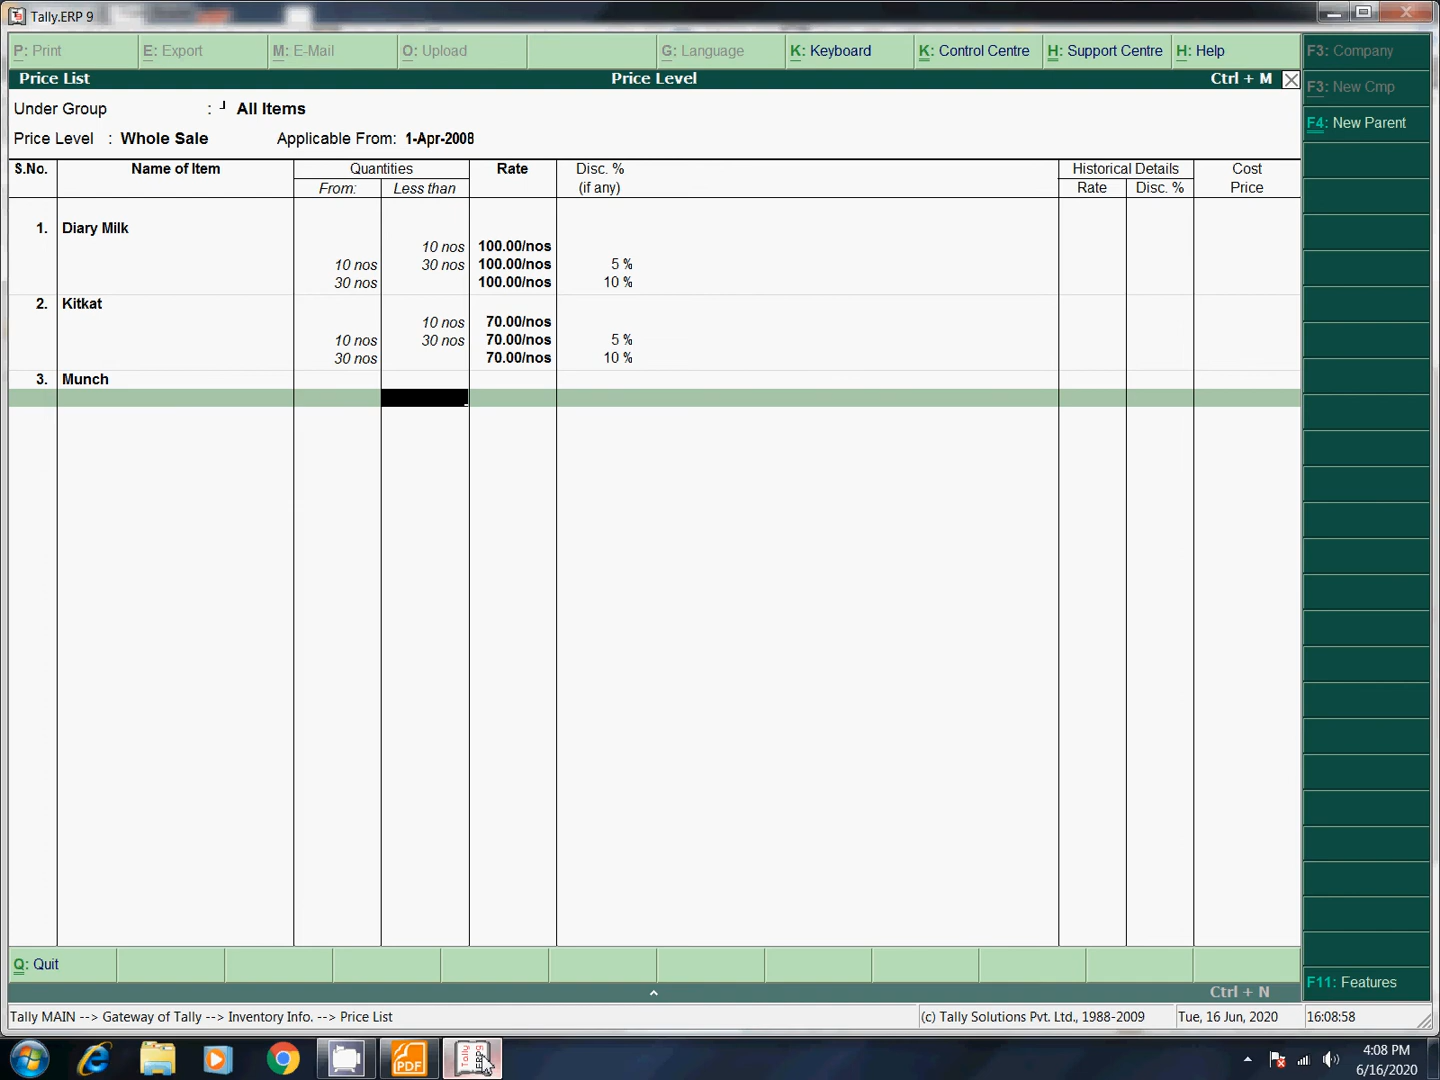 Tally.ERP 9
P: Print E: Export M: E-Mail O: Upload G: Language K: Keyboard K: Control Centre H: Support Centre H: Help F3: Company
Price List Price Level Ctrl + M
F3: New Cmp
Under Group : ┘ All Items
F4: New Parent
Price Level : Whole Sale Applicable From: 1-Apr-2008
S.No. Name of Item Quantities Rate Disc. % Historical Details Cost
From: Less than (if any) Rate Disc. % Price
1. Diary Milk
10 nos 100.00/nos
10 nos 30 nos 100.00/nos 5 %
30 nos 100.00/nos 10 %
2. Kitkat
10 nos 70.00/nos
10 nos 30 nos 70.00/nos 5 %
30 nos 70.00/nos 10 %
3. Munch
Q: Quit
F11: Features
Ctrl + N
Tally MAIN --> Gateway of Tally --> Inventory Info. --> Price List (c) Tally Solutions Pvt. Ltd., 1988-2009 Tue, 16 Jun, 2020 16:08:58
PDF Tally ERP9 4:08 PM
6/16/2020